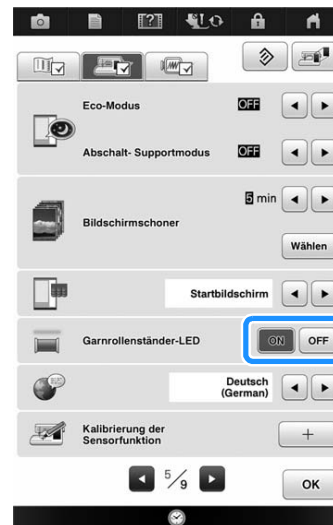 Eco-Modus OFF
Abschalt- Supportmodus OFF
5 min
Bildschirmschoner
Wählen
Startbildschirm
Garnrollenständer-LED ON OFF
Deutsch
(German)
Kalibrierung der
Sensorfunktion
5/9
OK